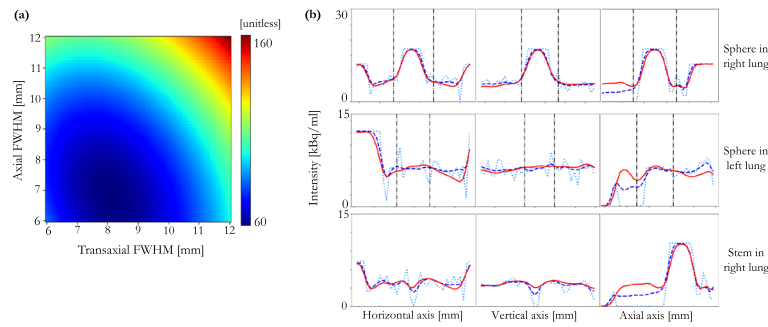 (a)
[unitless]
160
60
12
11
10
9
8
7
6
Axial FWHM [mm]
6 7 8 9 10 11 12
Transaxial FWHM [mm]
(b)
30
0
15
0
15
0
Intensity [kBq/ml]
Sphere in
right lung
Sphere in
left lung
Stem in
right lung
Horizontal axis [mm]
Vertical axis [mm]
Axial axis [mm]